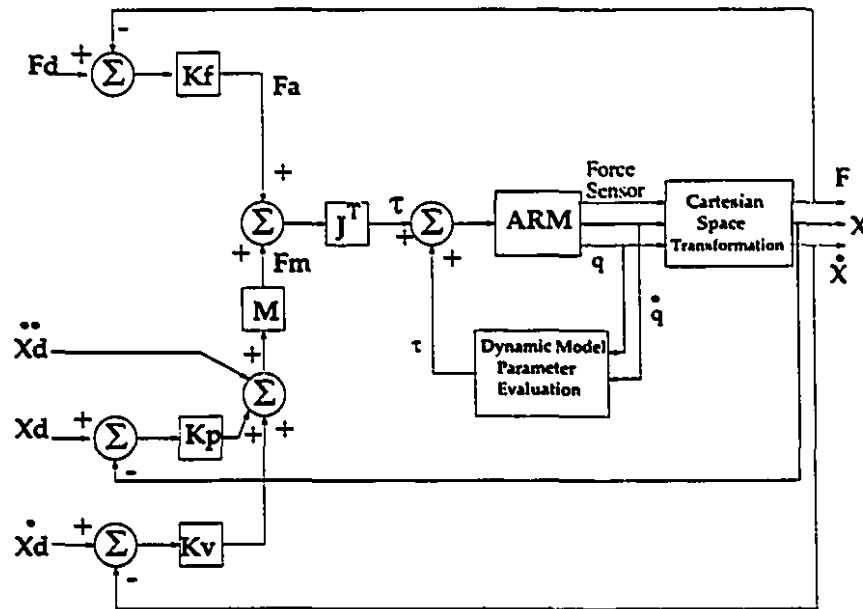 -
+
Fd
Σ
Kf
Fa
+
Force
Sensor
F
Σ
J^T
τ
+
Σ
+
ARM
Cartesian
Space
Transformation
X
Ẋ
+
Fm
q
q̇
M
τ
Dynamic Model
Parameter
Evaluation
Ẍd
+
Σ
Xd
+
Σ
Kp
+
+
-
Ẋd
+
Σ
Kv
-